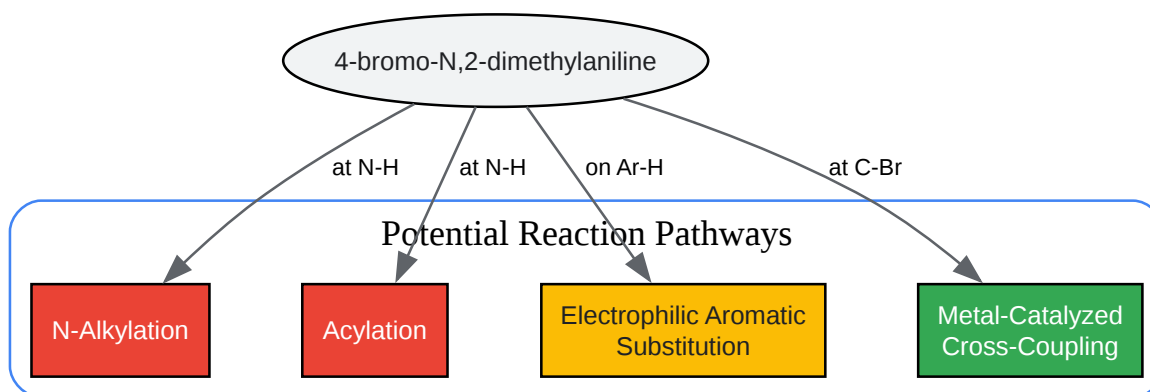 4-bromo-N,2-dimethylaniline
at N-H
at N-H
on Ar-H
at C-Br
Potential Reaction Pathways
N-Alkylation
Acylation
Electrophilic Aromatic
Substitution
Metal-Catalyzed
Cross-Coupling